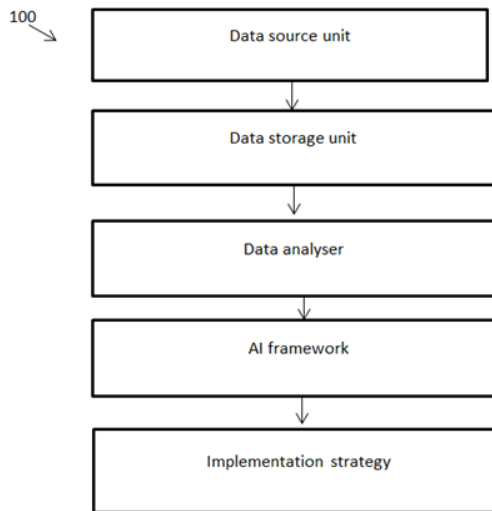 100
Data source unit
Data storage unit
Data analyser
AI framework
Implementation strategy